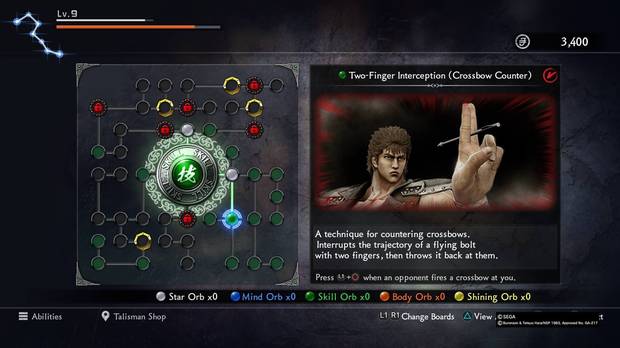 Lv.9
3,400
Two-Finger Interception (Crossbow Counter)
SKILL
技
A technique for countering crossbows.
Interrupts the trajectory of a flying bolt
with two fingers, then throws it back at them.
Press + when an opponent fires a crossbow at you.
Star Orb x0 Mind Orb x0 Skill Orb x0 Body Orb x0 Shining Orb x0
Abilities Talisman Shop L1 R1 Change Boards View
©SEGA